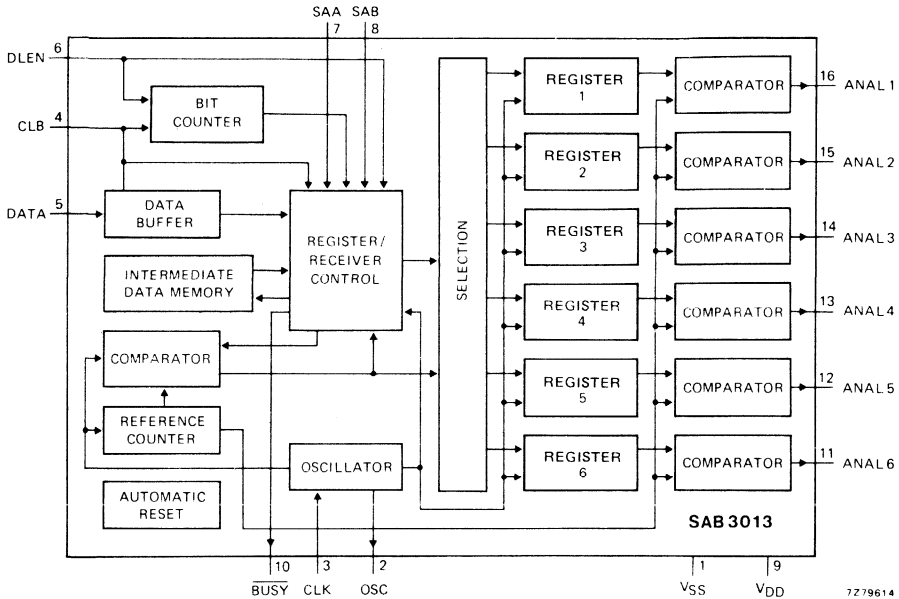 SAA SAB
7 8
DLEN 6
CLB 4
DATA 5
BIT
COUNTER
DATA
BUFFER
INTERMEDIATE
DATA MEMORY
REGISTER/
RECEIVER
CONTROL
COMPARATOR
REFERENCE
COUNTER
OSCILLATOR
AUTOMATIC
RESET
SELECTION
REGISTER
1
COMPARATOR
16 ANAL 1
REGISTER
2
COMPARATOR
15 ANAL 2
REGISTER
3
COMPARATOR
14 ANAL 3
REGISTER
4
COMPARATOR
13 ANAL 4
REGISTER
5
COMPARATOR
12 ANAL 5
REGISTER
6
COMPARATOR
11 ANAL 6
SAB3013
10 3 2 1 9
BUSY CLK OSC VSS VDD
7Z79614